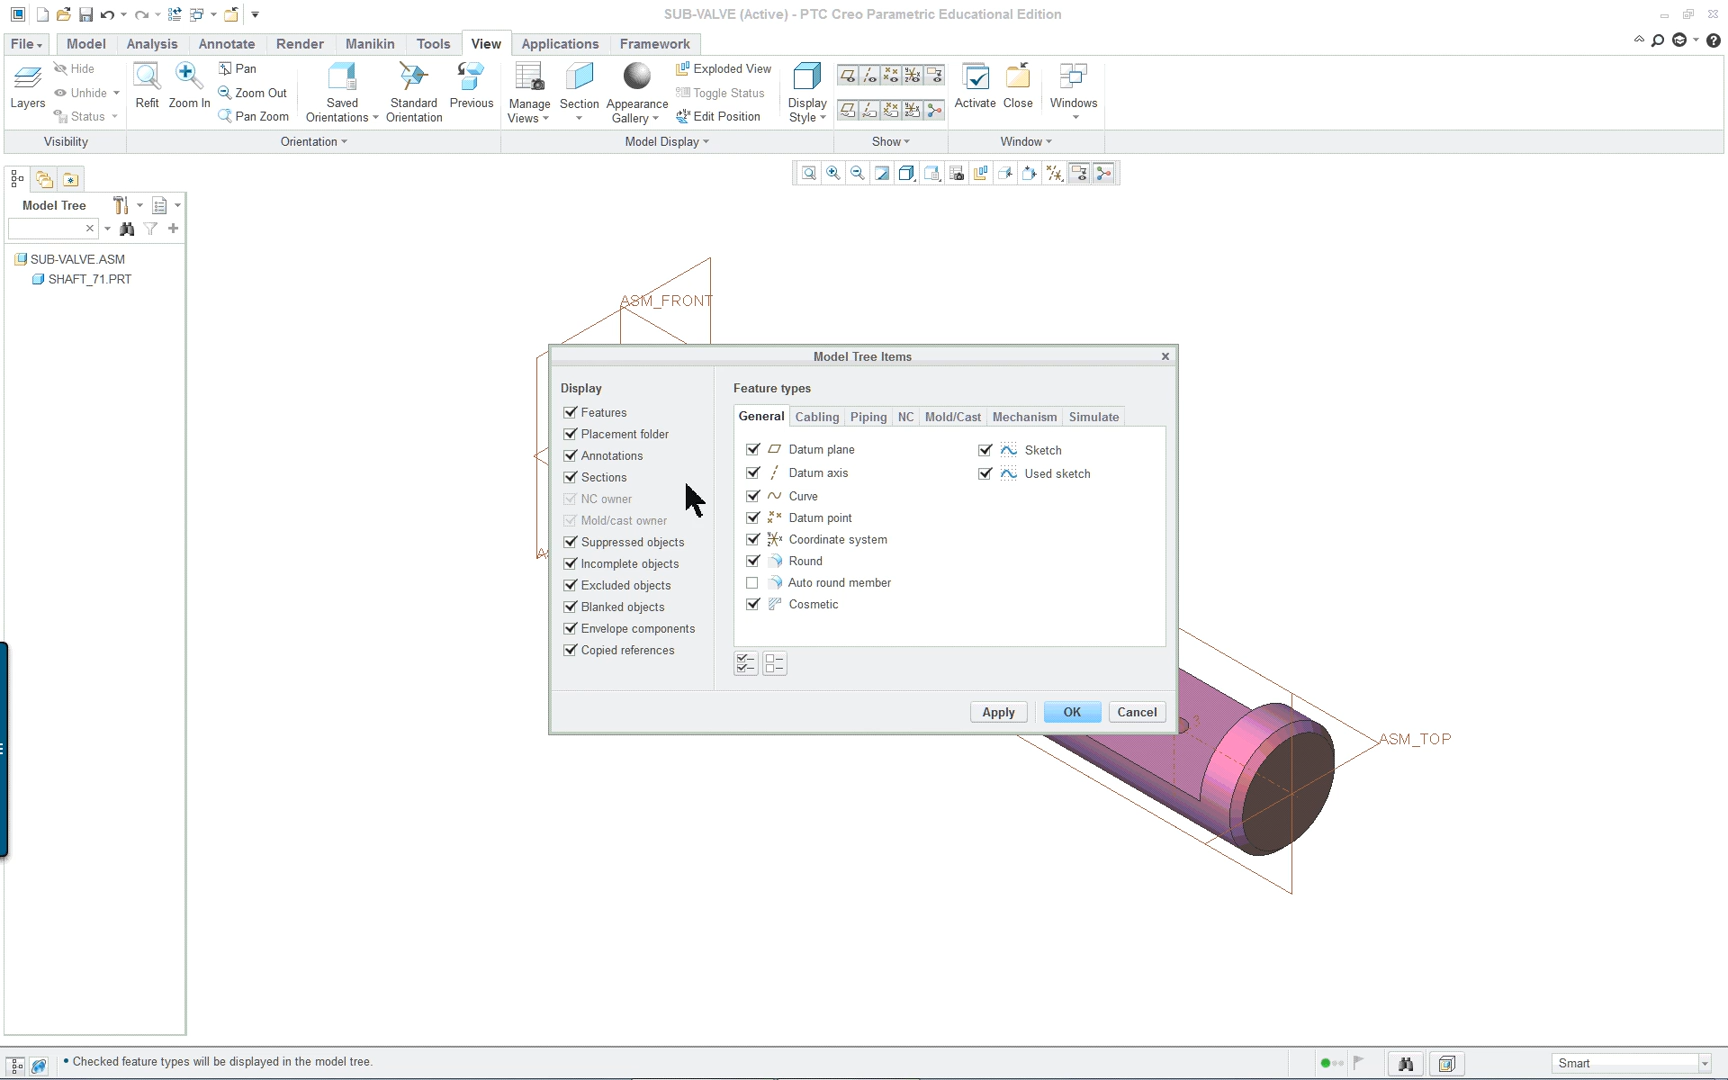 SUB-VALVE (Active) - PTC Creo Parametric Educational Edition
File Model Analysis Annotate Render Manikin Tools View Applications Framework
Layers
Hide
Unhide
Status
Visibility
Refit
Zoom In
Pan
Zoom Out
Pan Zoom
Saved
Orientations
Standard
Orientation
Previous
Orientation
Manage
Views
Section
Appearance
Gallery
Exploded View
Toggle Status
Edit Position
Display
Style
Model Display
Show
Activate
Close
Windows
Window
Model Tree
SUB-VALVE.ASM
SHAFT_71.PRT
ASM_FRONT
Model Tree Items
Display
Features
Placement folder
Annotations
Sections
NC owner
Mold/cast owner
Suppressed objects
Incomplete objects
Excluded objects
Blanked objects
Envelope components
Copied references
Feature types
General Cabling Piping NC Mold/Cast Mechanism Simulate
Datum plane
Datum axis
Curve
Datum point
Coordinate system
Round
Auto round member
Cosmetic
Sketch
Used sketch
Apply OK Cancel
ASM_TOP
• Checked feature types will be displayed in the model tree.
Smart